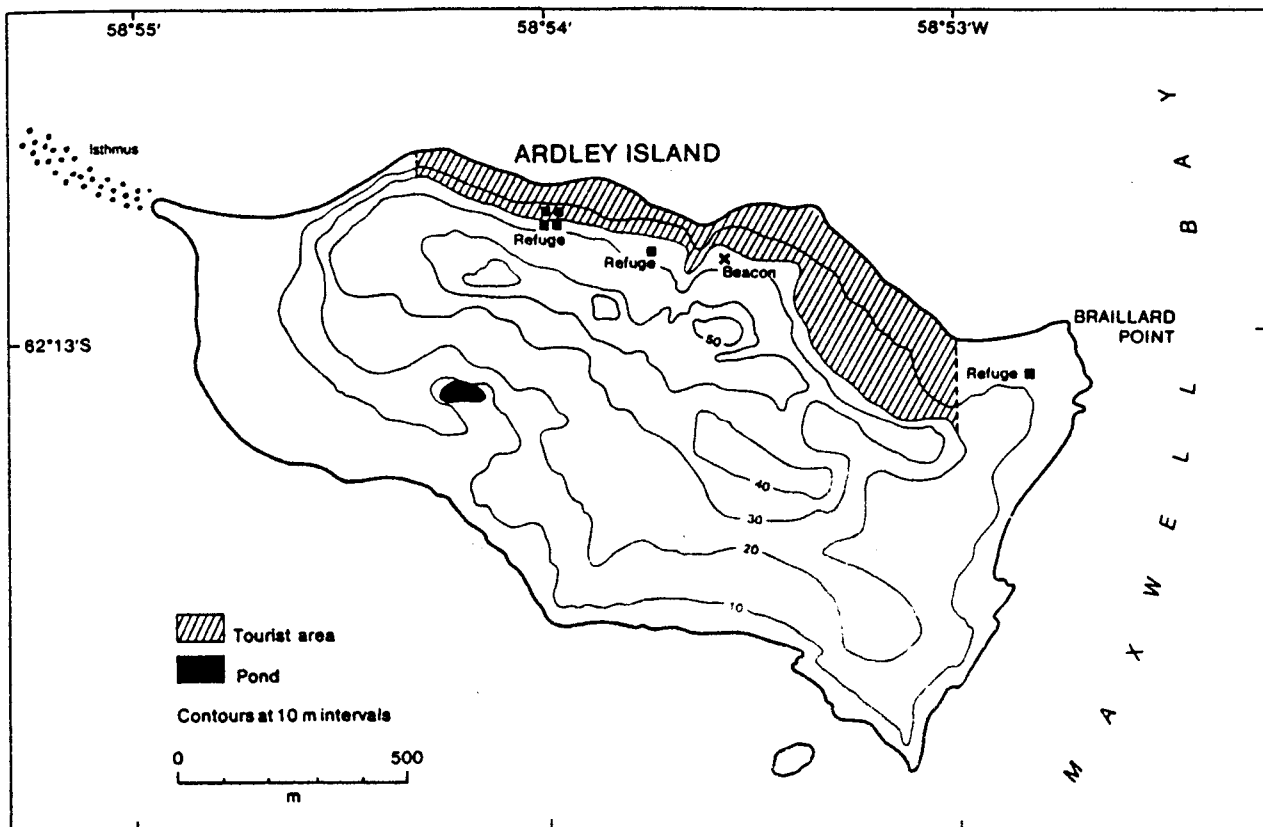 58°55'
58°54'
58°53'W
Isthmus
ARDLEY ISLAND
Refuge
Refuge
Beacon
50
BRAILLARD
POINT
62°13'S
Refuge
40
30
20
10
MAXWELL BAY
Tourist area
Pond
Contours at 10 m intervals
0 500
m